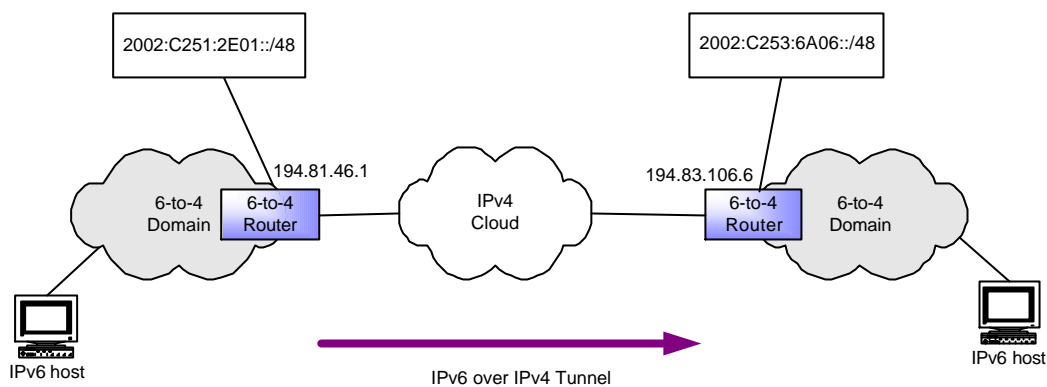 2002:C251:2E01::/48
2002:C253:6A06::/48
194.81.46.1
194.83.106.6
6-to-4
Domain
6-to-4
Router
IPv4
Cloud
6-to-4
Router
6-to-4
Domain
IPv6 host
IPv6 host
IPv6 over IPv4 Tunnel